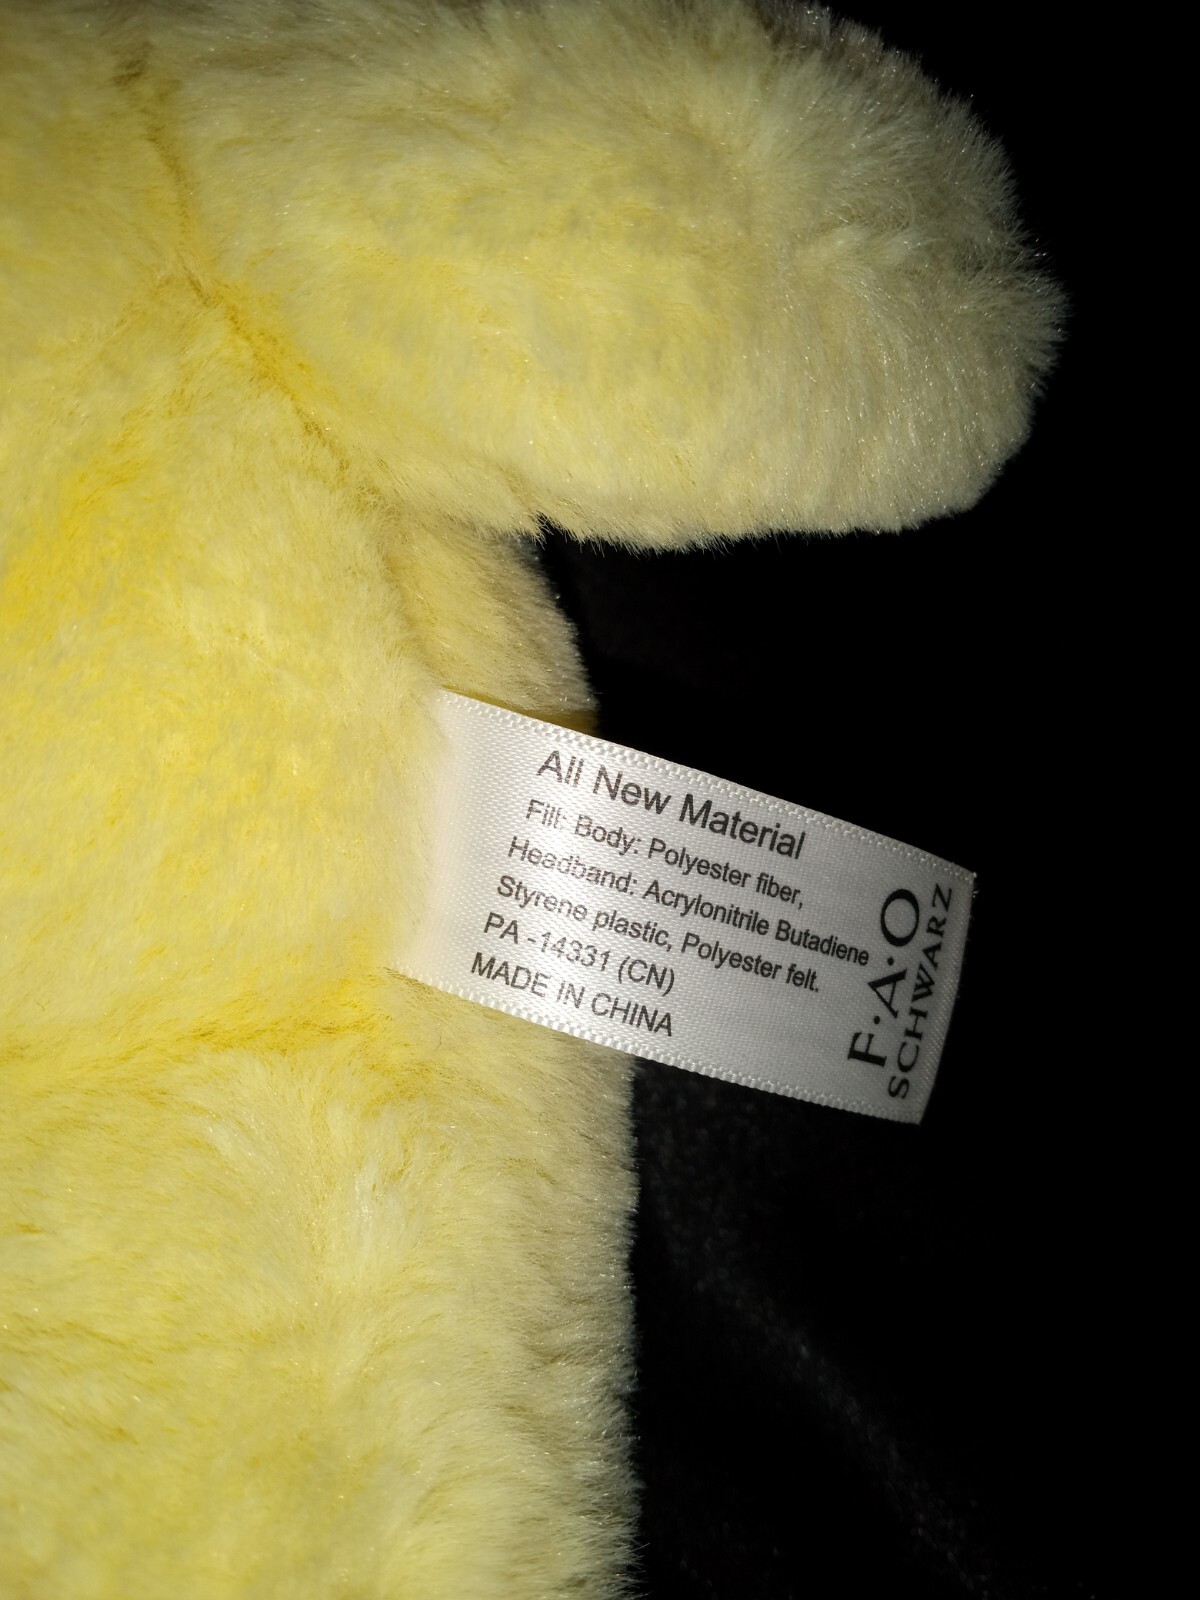 All New Material
Fill: Body: Polyester fiber,
Headband: Acrylonitrile Butadiene
Styrene plastic, Polyester felt.
PA-14331 (CN)
MADE IN CHINA
F·A·O
SCHWARZ